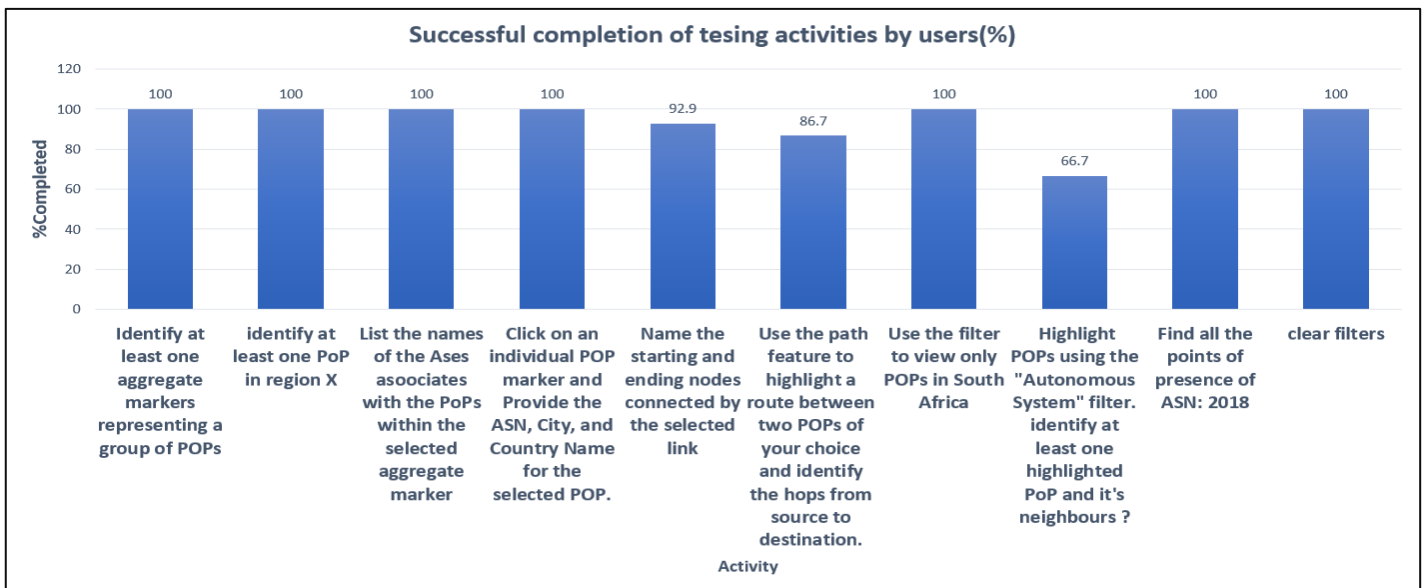 Successful completion of tesing activities by users(%)
120
100
80
60
40
20
0
%Completed
100
100
100
100
92.9
86.7
100
66.7
100
100
Identify at
least one
aggregate
markers
representing a
group of POPs
identify at
least one PoP
in region X
List the names
of the Ases
asoociates
with the PoPs
within the
selected
aggregate
marker
Click on an
individual POP
marker and
Provide the
ASN, City, and
Country Name
for the
selected POP.
Name the
starting and
ending nodes
connected by
the selected
link
Use the path
feature to
highlight a
route between
two POPs of
your choice
and identify
the hops from
source to
destination.
Use the filter
to view only
POPs in South
Africa
Highlight
POPs using the
"Autonomous
System" filter.
identify at
least one
highlighted
PoP and it's
neighbours ?
Find all the
points of
presence of
ASN: 2018
clear filters
Activity